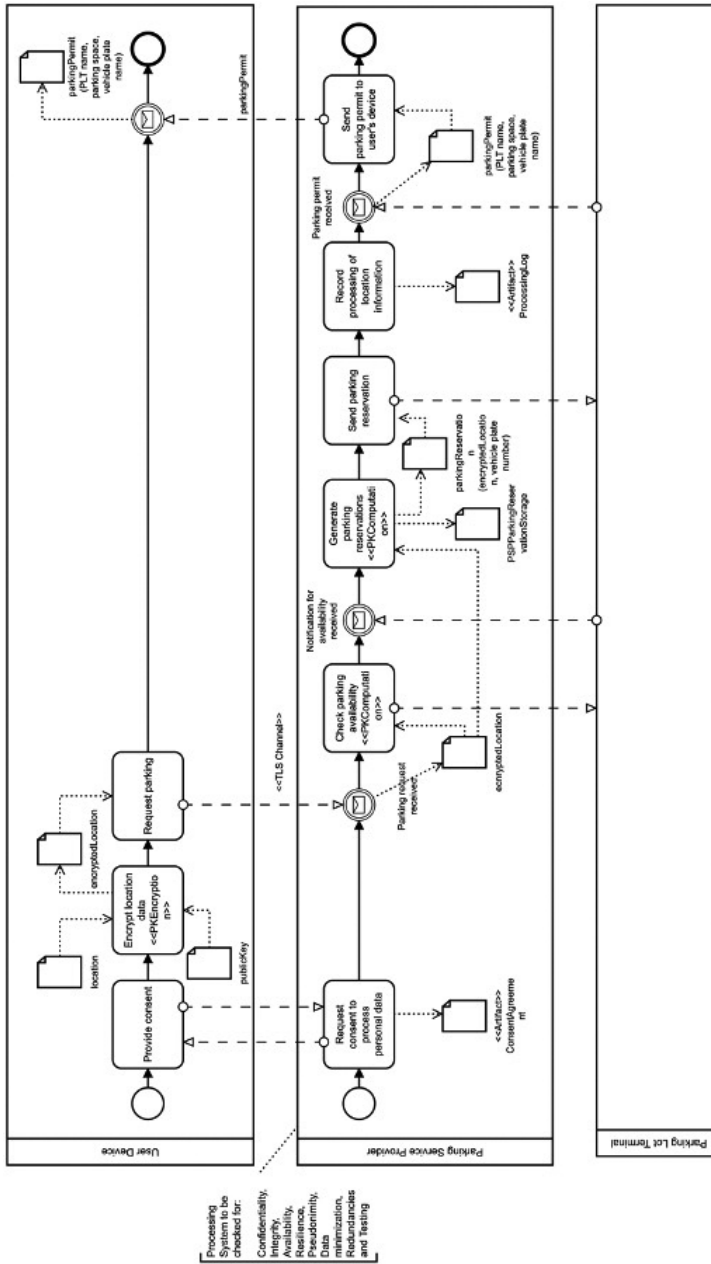 Processing
System to be
checked for:
Confidentiality,
Integrity,
Availability,
Resilience,
Pseudonimity,
Data
minimization,
Redundancies
and Testing
User Device
Provide consent
location
publicKey
Encrypt location
data
<<PKEncryptio
n>>
encryptedLocation
Request parking
parkingPermit
(PLT name,
parking space,
vehicle plate
name)
<<TLS Channel>>
parkingPermit
Parking Service Provider
Request
consent to
process
personal data
<<Artifact>>
ConsentAgreeme
nt
Parking request
received
Check parking
availability
<<PKComputati
on>>
ecnryptedLocation
Notification for
availability
received
Generate
parking
reservations
<<PKComputati
on>>
PSPParkingReser
vationStorage
parkingReservatio
n
(encryptedLocatio
n, vehicle plate
number)
Send parking
reservation
Record
processing of
location
information
<<Artifact>>
ProcessingLog
Parking permit
received
parkingPermit
(PLT name,
parking space,
vehicle plate
name)
Send
parking permit to
user's device
Parking Lot Terminal